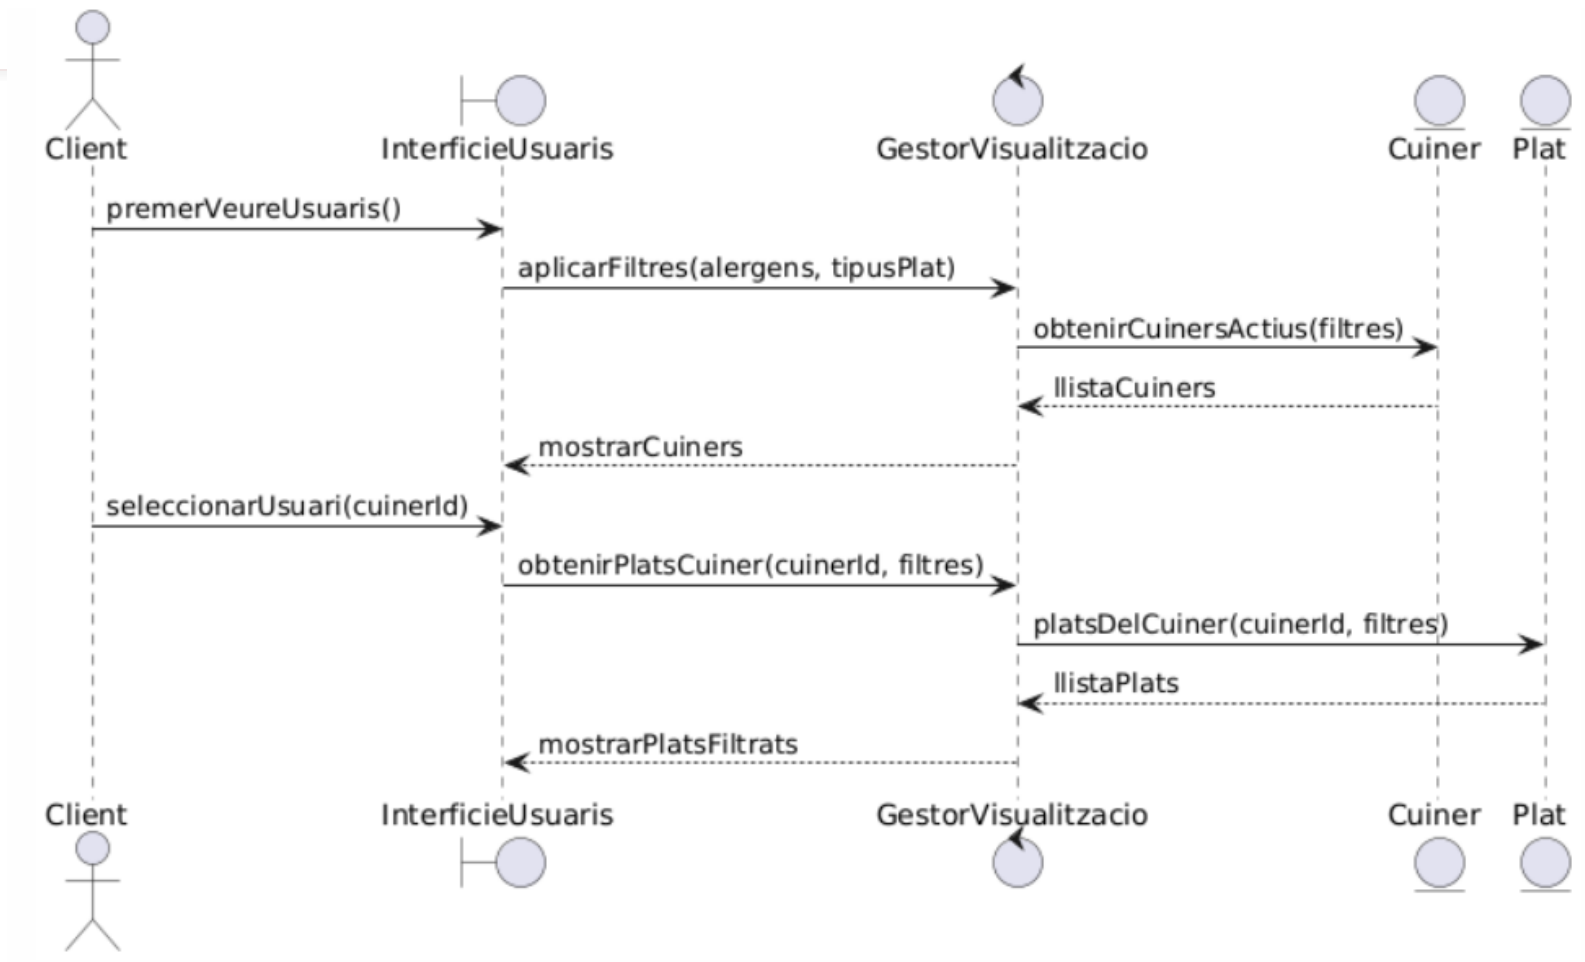 Client
InterficieUsuaris
GestorVisualitzacio
Cuiner
Plat
premerVeureUsuaris()
aplicarFiltres(alergens, tipusPlat)
obtenirCuinersActius(filtres)
llistaCuiners
mostrarCuiners
seleccionarUsuari(cuinerId)
obtenirPlatsCuiner(cuinerId, filtres)
platsDelCuiner(cuinerId, filtres)
llistaPlats
mostrarPlatsFiltrats
Client
InterficieUsuaris
GestorVisualitzacio
Cuiner
Plat